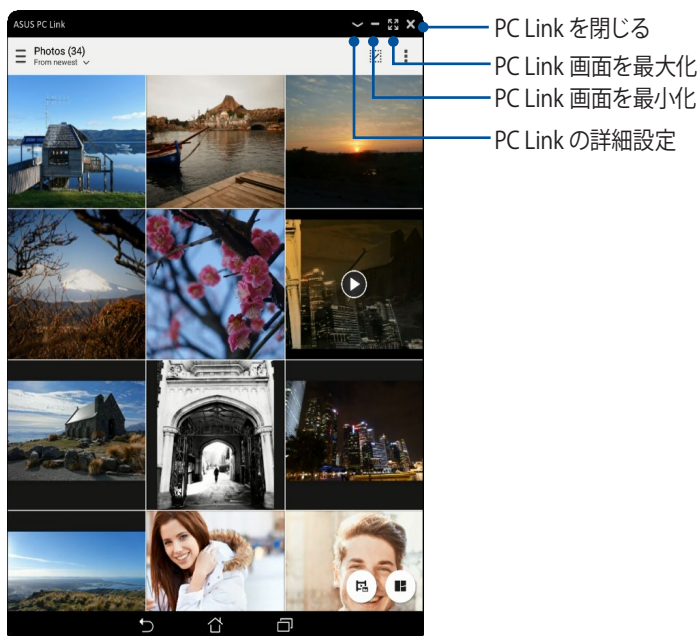 ASUS PC Link
Photos (34)
From newest
PC Link を閉じる
PC Link 画面を最大化
PC Link 画面を最小化
PC Link の詳細設定